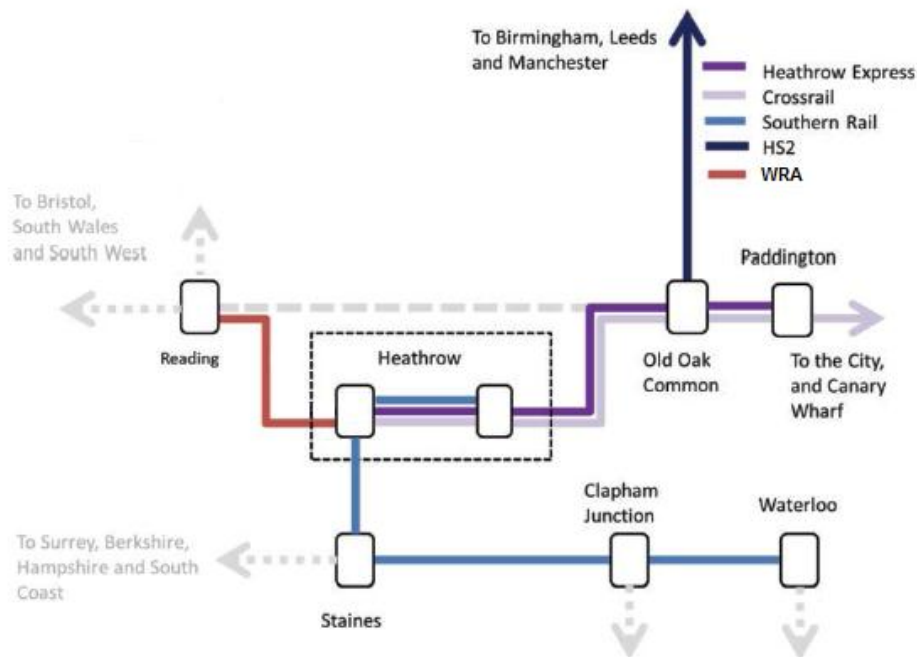 To Birmingham, Leeds
and Manchester
Heathrow Express
Crossrail
Southern Rail
HS2
WRA
To Bristol,
South Wales
and South West
Paddington
Reading
Heathrow
Old Oak
Common
To the City,
and Canary
Wharf
Clapham
Junction
Waterloo
To Surrey, Berkshire,
Hampshire and South
Coast
Staines